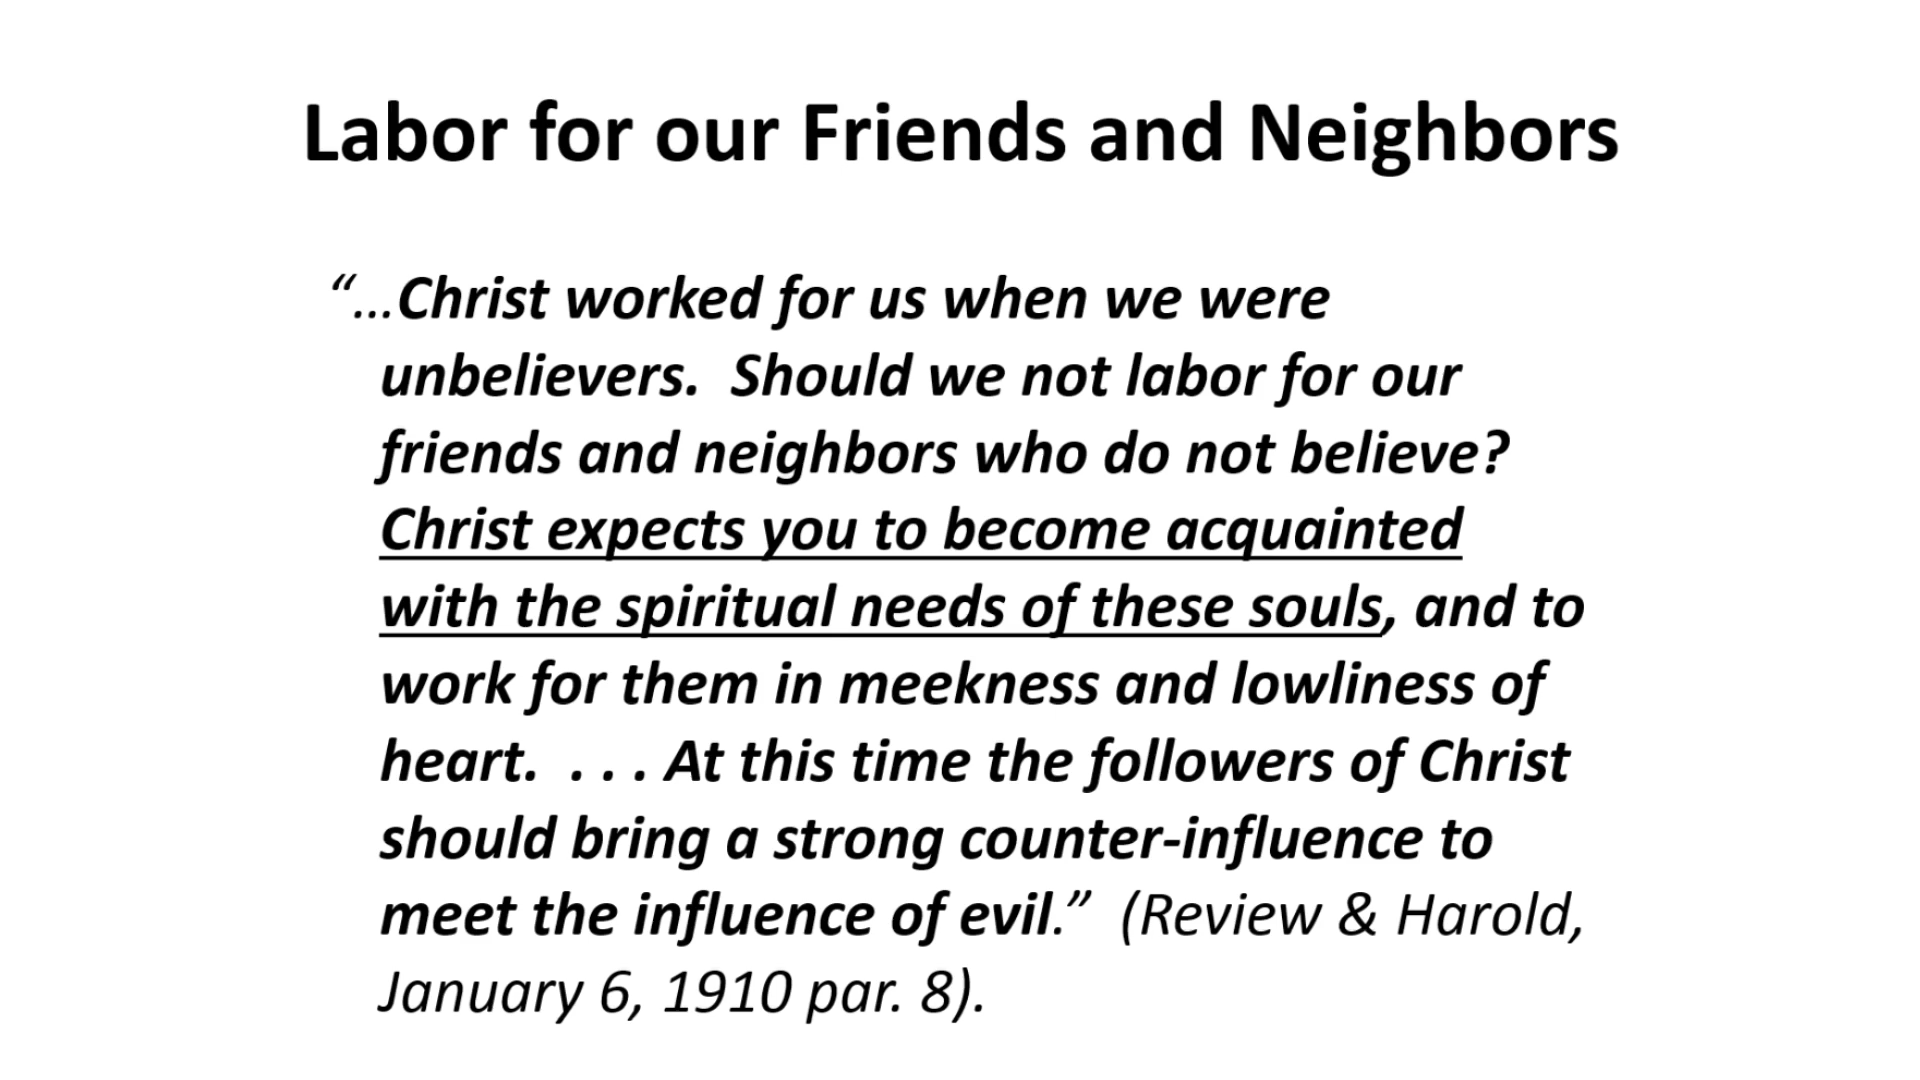 Labor for our Friends and Neighbors
“…Christ worked for us when we were
unbelievers.  Should we not labor for our
friends and neighbors who do not believe?
Christ expects you to become acquainted
with the spiritual needs of these souls, and to
work for them in meekness and lowliness of
heart.  . . . At this time the followers of Christ
should bring a strong counter-influence to
meet the influence of evil.”  (Review & Harold,
January 6, 1910 par. 8).